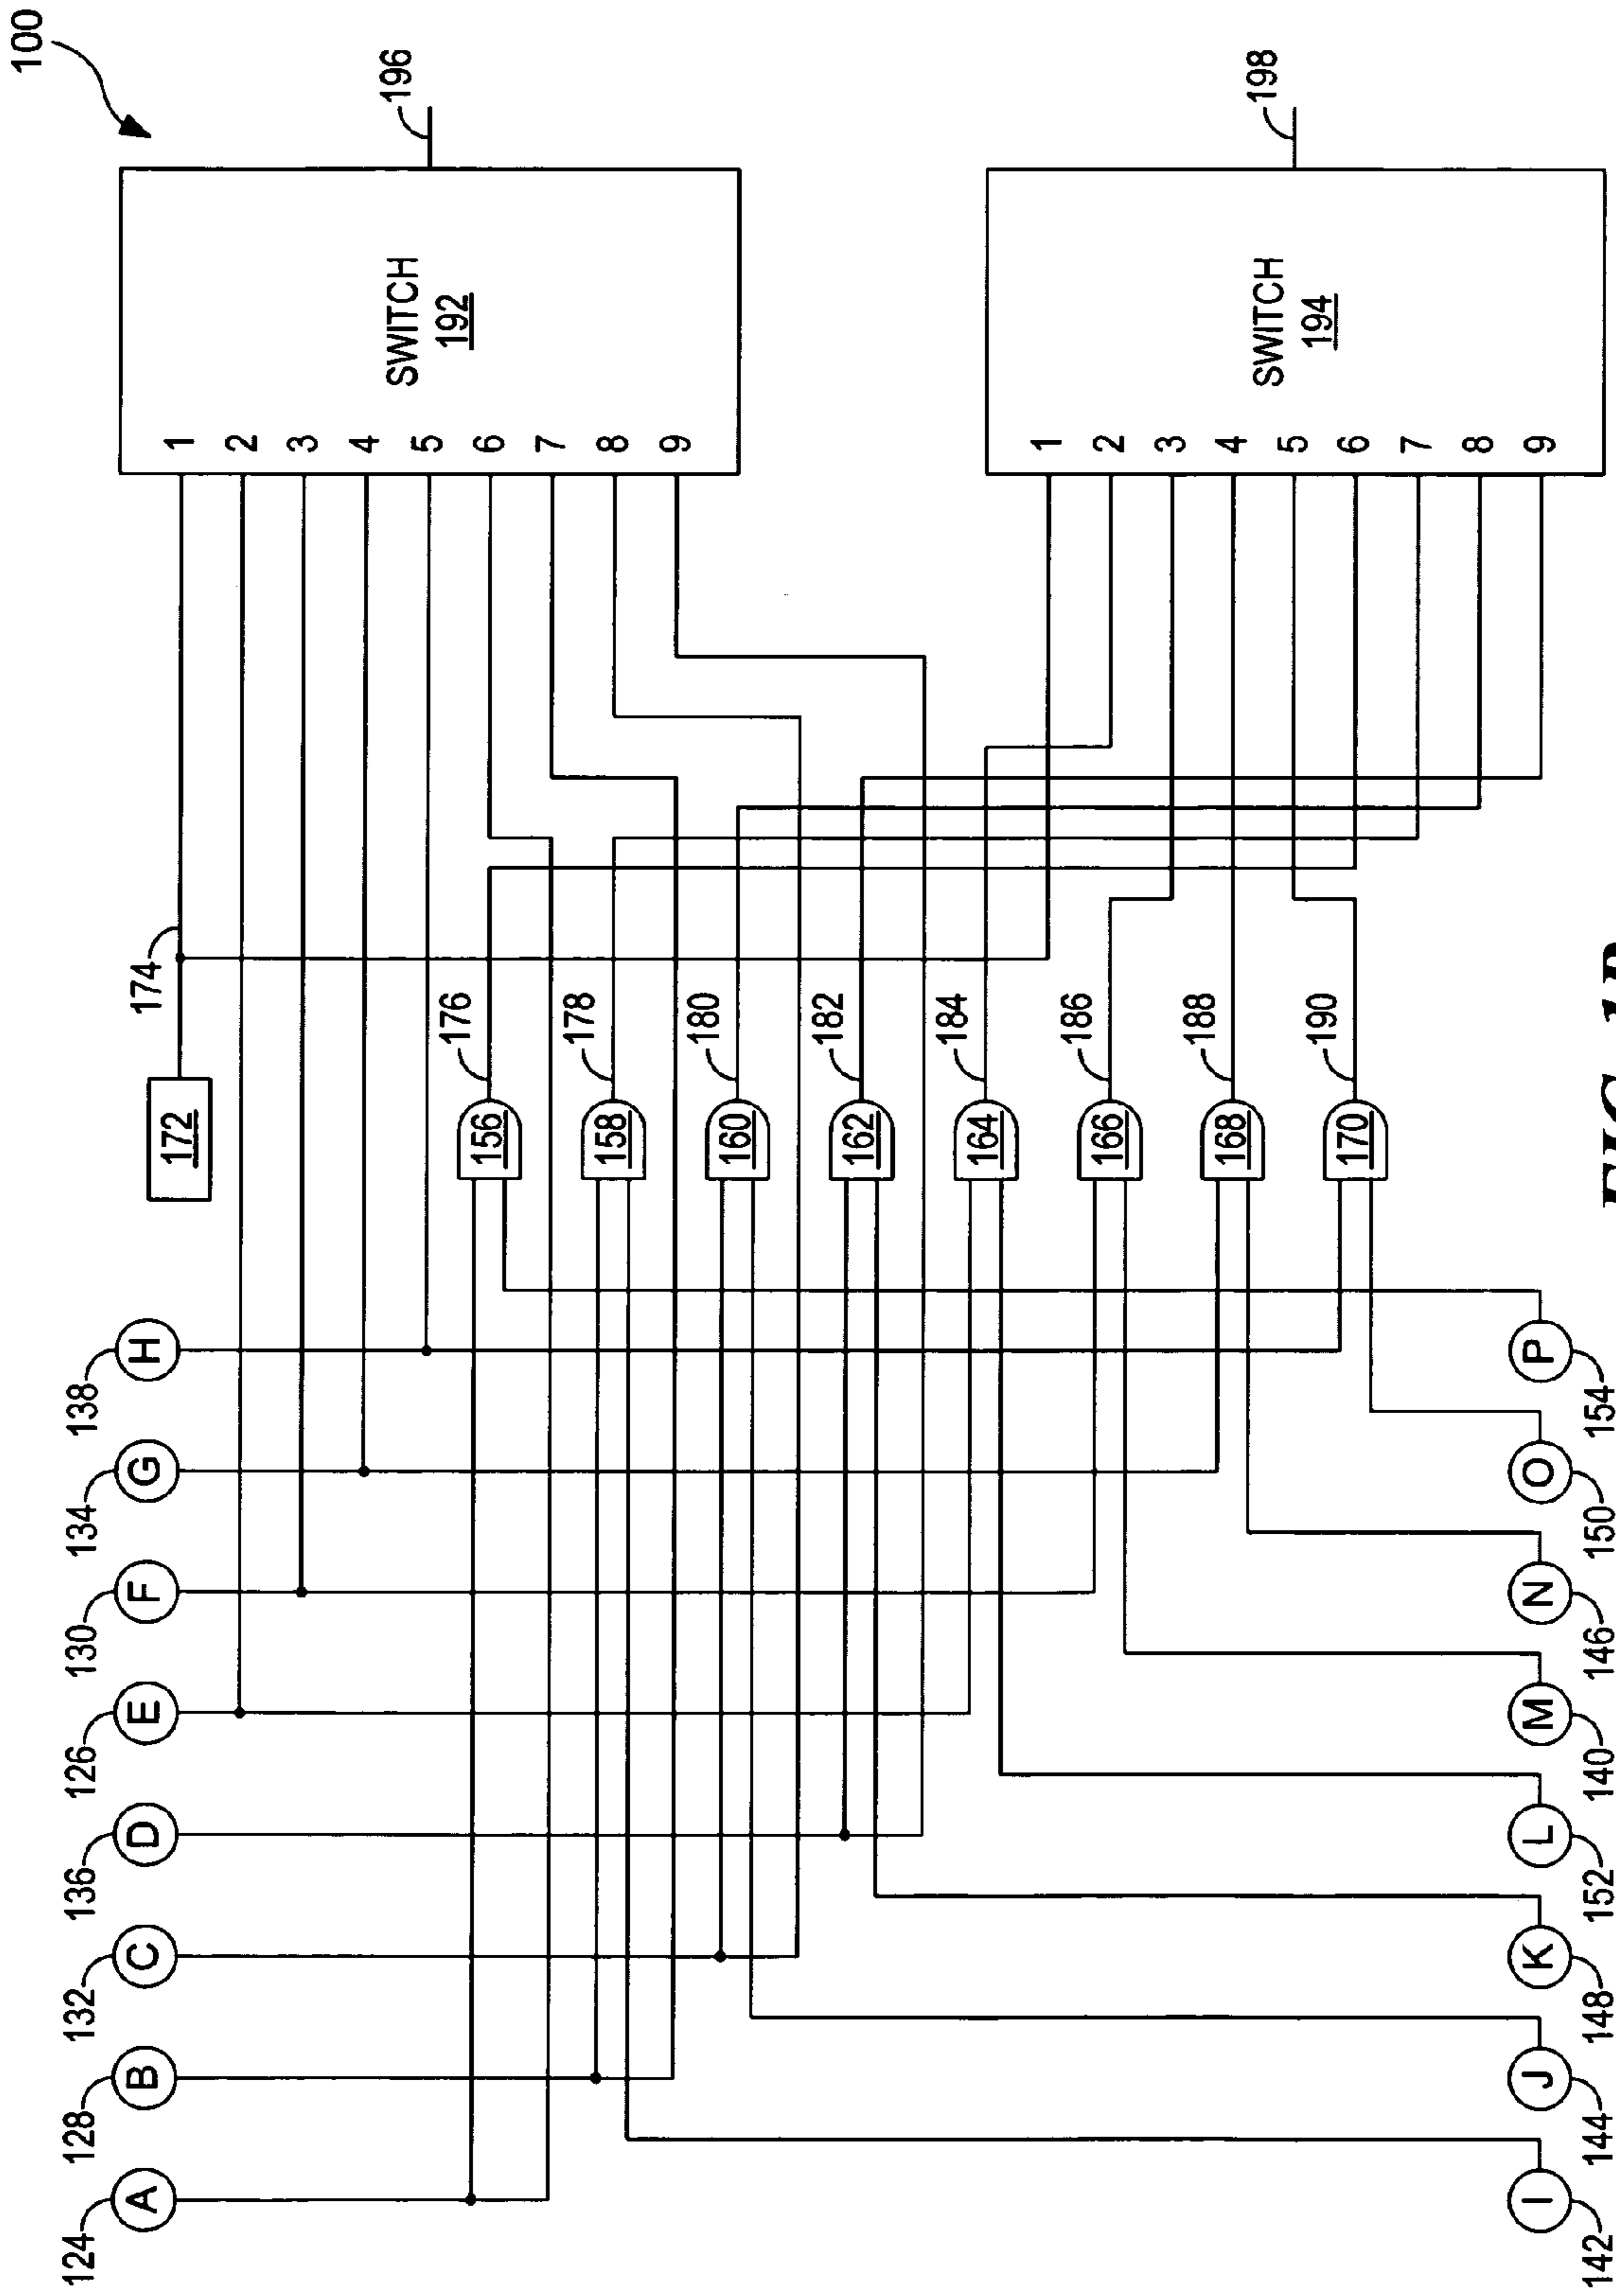 100
124 A
128 B
132 C
136 D
126 E
130 F
134 G
138 H
172
174
156 176
158 178
160 180
162 182
164 184
166 186
168 188
170 190
1
2
3
4
5
6
7
8
9
SWITCH
192
196
1
2
3
4
5
6
7
8
9
SWITCH
194
198
I 142
J 144
K 148
L 152
M 140
N 146
O 150
P 154